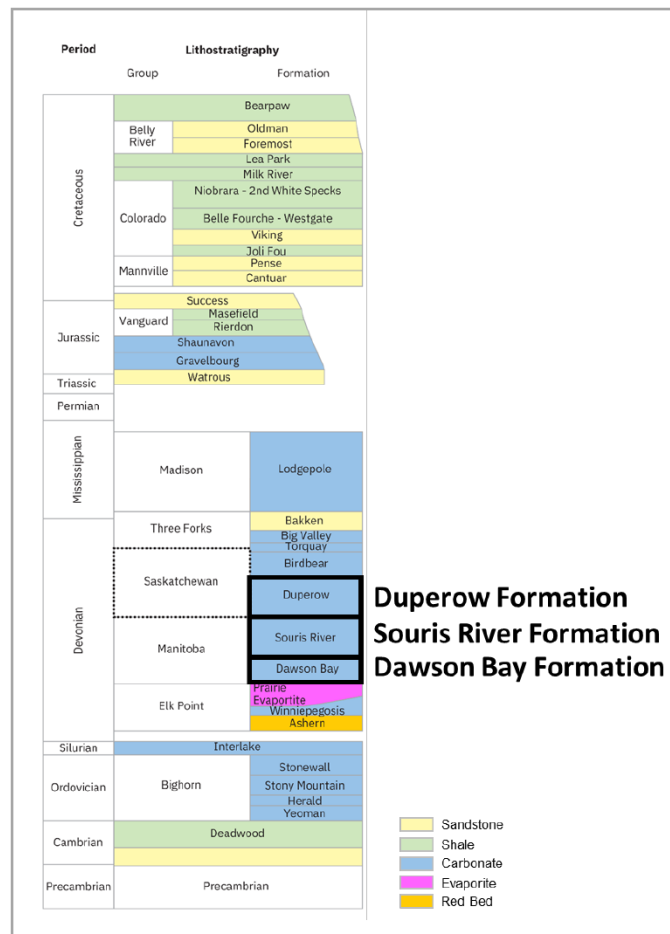 Period
Lithostratigraphy
Group
Formation
Cretaceous
Bearpaw
Belly
River
Oldman
Foremost
Lea Park
Milk River
Colorado
Niobrara - 2nd White Specks
Belle Fourche - Westgate
Viking
Joli Fou
Mannville
Pense
Cantuar
Jurassic
Success
Vanguard
Masefield
Rierdon
Shaunavon
Gravelbourg
Triassic
Watrous
Permian
Mississippian
Madison
Lodgepole
Devonian
Three Forks
Bakken
Big Valley
Torquay
Birdbear
Saskatchewan
Duperow
Duperow Formation
Manitoba
Souris River
Souris River Formation
Dawson Bay
Dawson Bay Formation
Elk Point
Prairie
Evaportite
Winniepegosis
Ashern
Silurian
Interlake
Ordovician
Bighorn
Stonewall
Stony Mountain
Herald
Yeoman
Cambrian
Deadwood
Precambrian
Precambrian
Sandstone
Shale
Carbonate
Evaporite
Red Bed